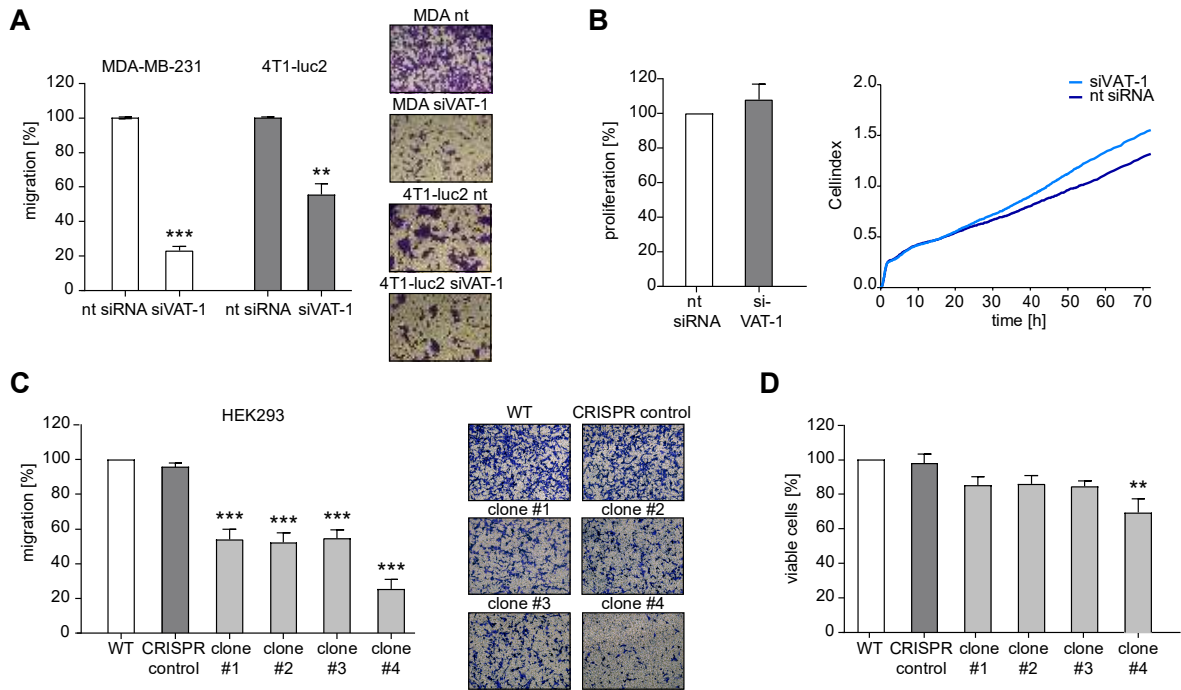 A
MDA-MB-231
4T1-luc2
migration [%]
120
100
80
60
40
20
0
***
**
nt siRNA siVAT-1
nt siRNA siVAT-1
MDA nt
MDA siVAT-1
4T1-luc2 nt
4T1-luc2 siVAT-1
B
proliferation [%]
120
100
80
60
40
20
0
nt
siRNA
si-
VAT-1
Cellindex
2.0
1.5
1.0
0.5
0.0
siVAT-1
nt siRNA
0 10 20 30 40 50 60 70
time [h]
C
HEK293
migration [%]
120
100
80
60
40
20
0
***
***
***
***
WT
CRISPR
control
clone
#1
clone
#2
clone
#3
clone
#4
WT
CRISPR control
clone #1
clone #2
clone #3
clone #4
D
viable cells [%]
120
100
80
60
40
20
0
**
WT
CRISPR
control
clone
#1
clone
#2
clone
#3
clone
#4